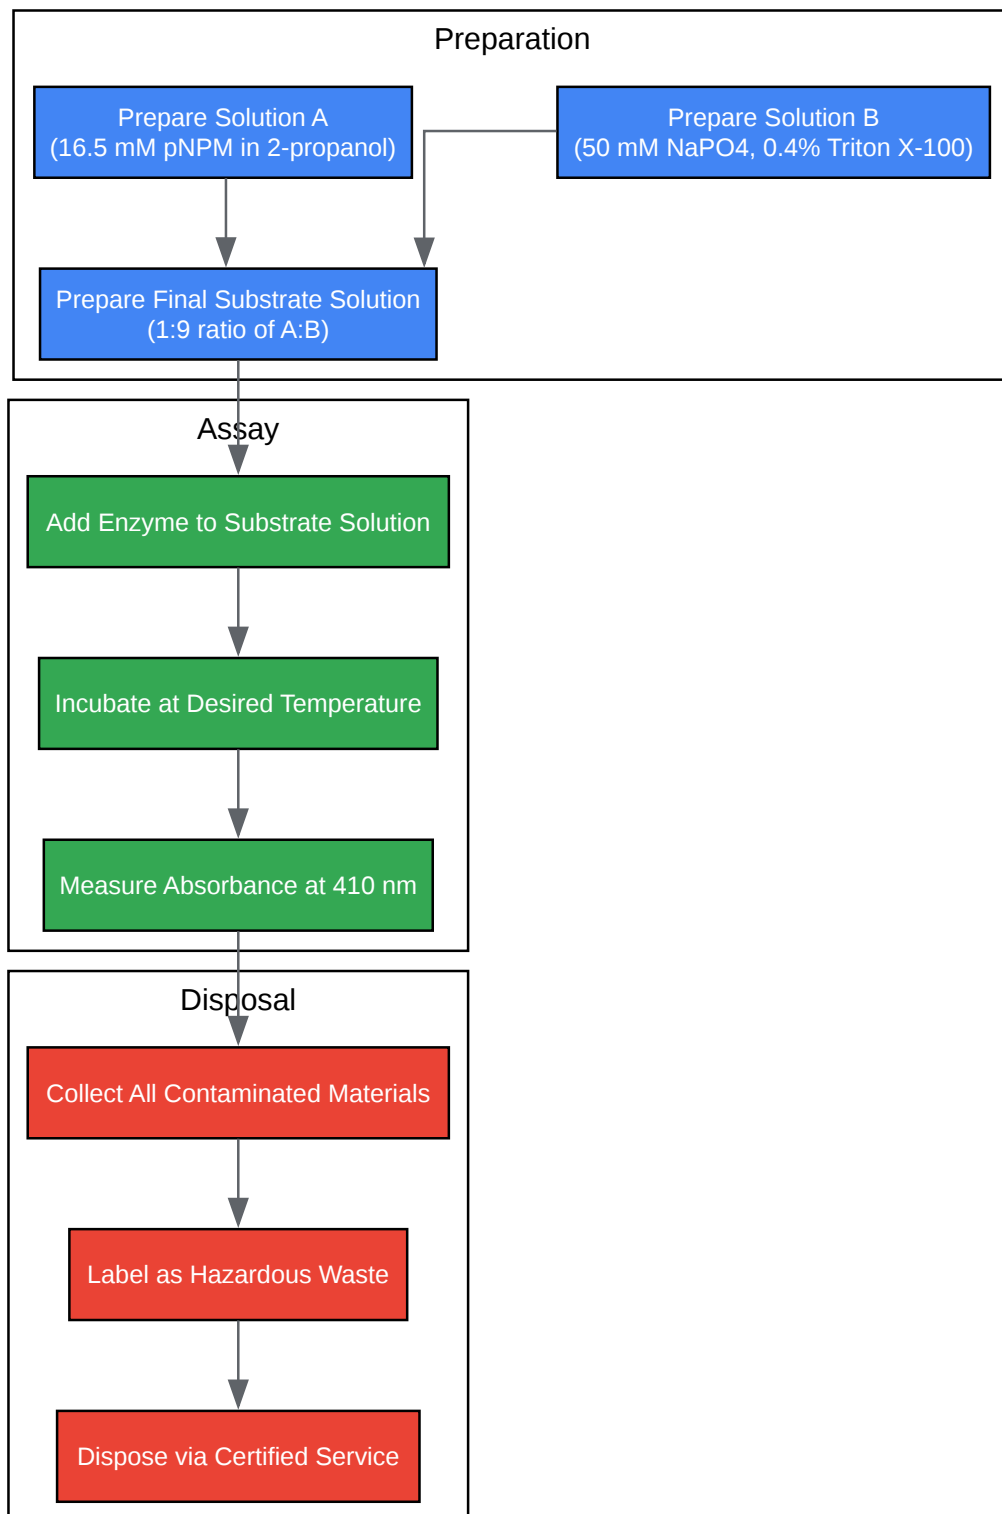 Preparation
Prepare Solution A
(16.5 mM pNPM in 2-propanol)
Prepare Solution B
(50 mM NaPO4, 0.4% Triton X-100)
Prepare Final Substrate Solution
(1:9 ratio of A:B)
Assay
Add Enzyme to Substrate Solution
Incubate at Desired Temperature
Measure Absorbance at 410 nm
Disposal
Collect All Contaminated Materials
Label as Hazardous Waste
Dispose via Certified Service